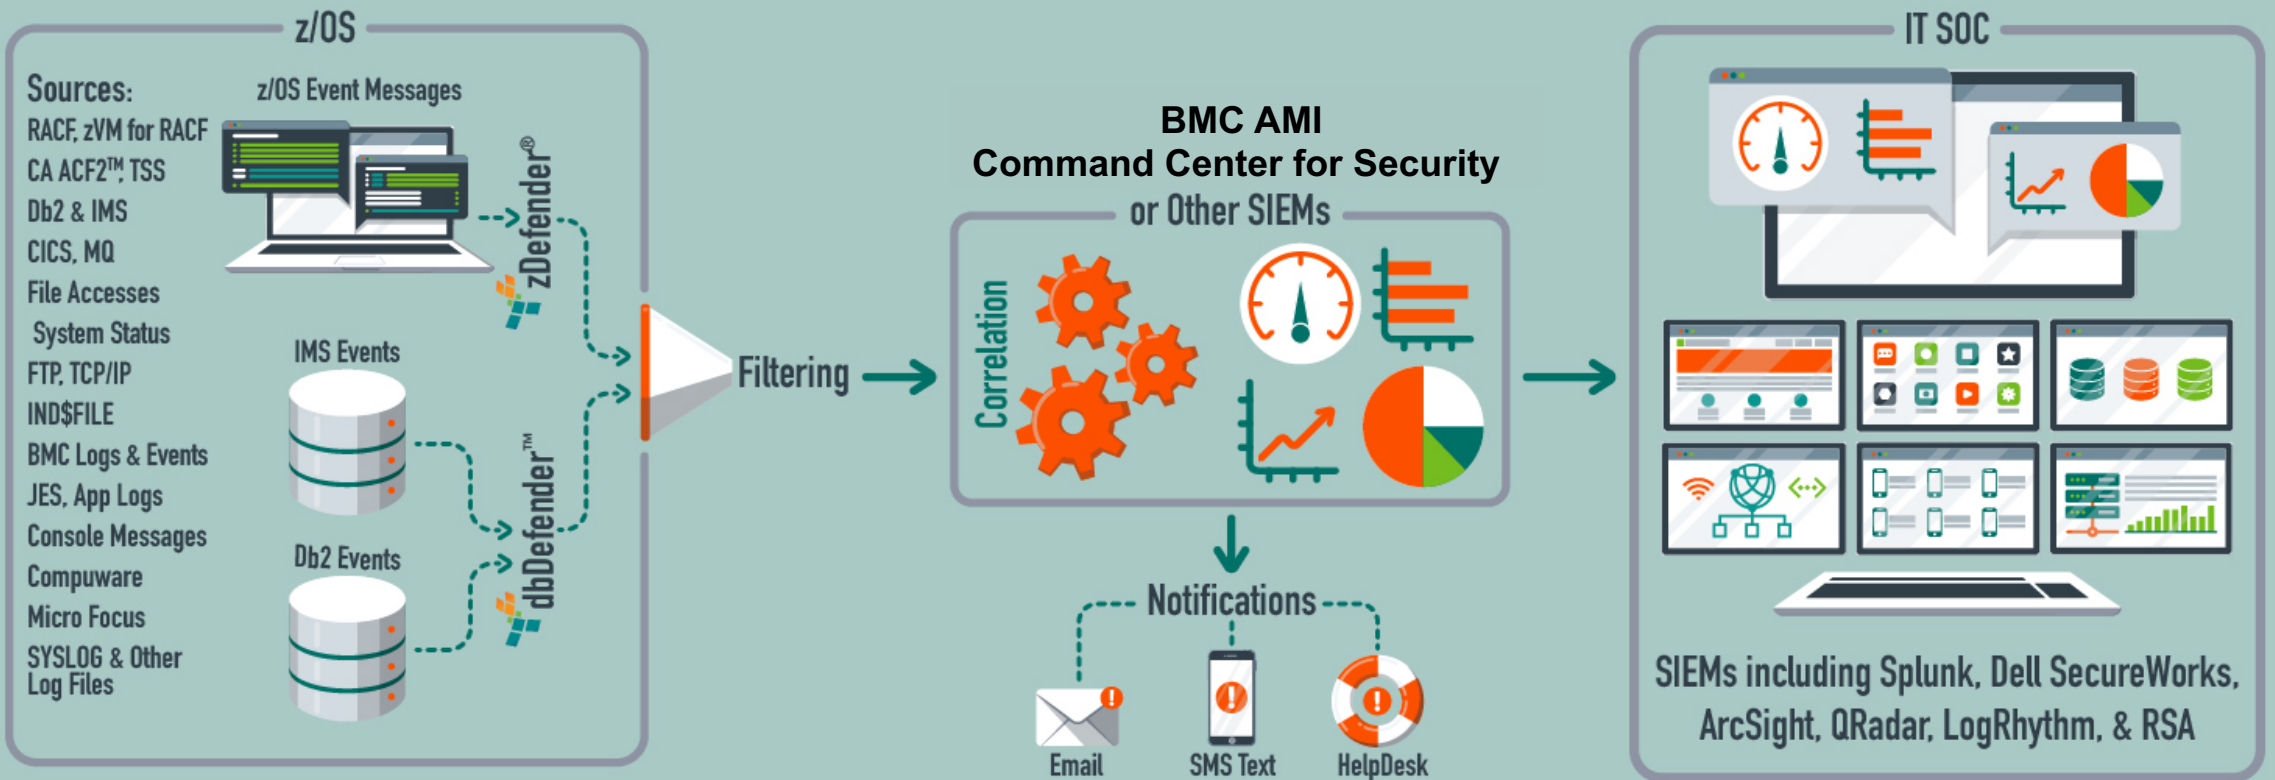 z/OS
Sources:
RACF, zVM for RACF
CA ACF2™, TSS
Db2 & IMS
CICS, MQ
File Accesses
System Status
FTP, TCP/IP
IND$FILE
BMC Logs & Events
JES, App Logs
Console Messages
Compuware
Micro Focus
SYSLOG & Other
Log Files
z/OS Event Messages
zDefender®
IMS Events
Db2 Events
dbDefender™
Filtering
BMC AMI
Command Center for Security
or Other SIEMs
Correlation
Notifications
Email
SMS Text
HelpDesk
IT SOC
SIEMs including Splunk, Dell SecureWorks,
ArcSight, QRadar, LogRhythm, & RSA